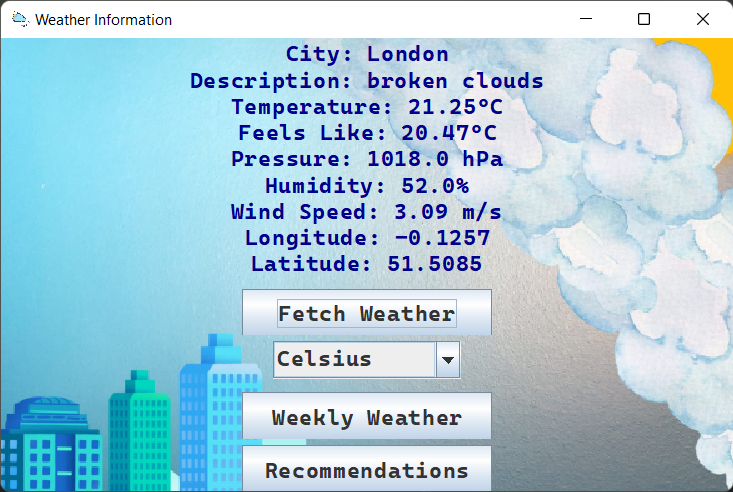 Weather Information
City: London
Description: broken clouds
Temperature: 21.25°C
Feels Like: 20.47°C
Pressure: 1018.0 hPa
Humidity: 52.0%
Wind Speed: 3.09 m/s
Longitude: -0.1257
Latitude: 51.5085
Fetch Weather
Celsius
Weekly Weather
Recommendations